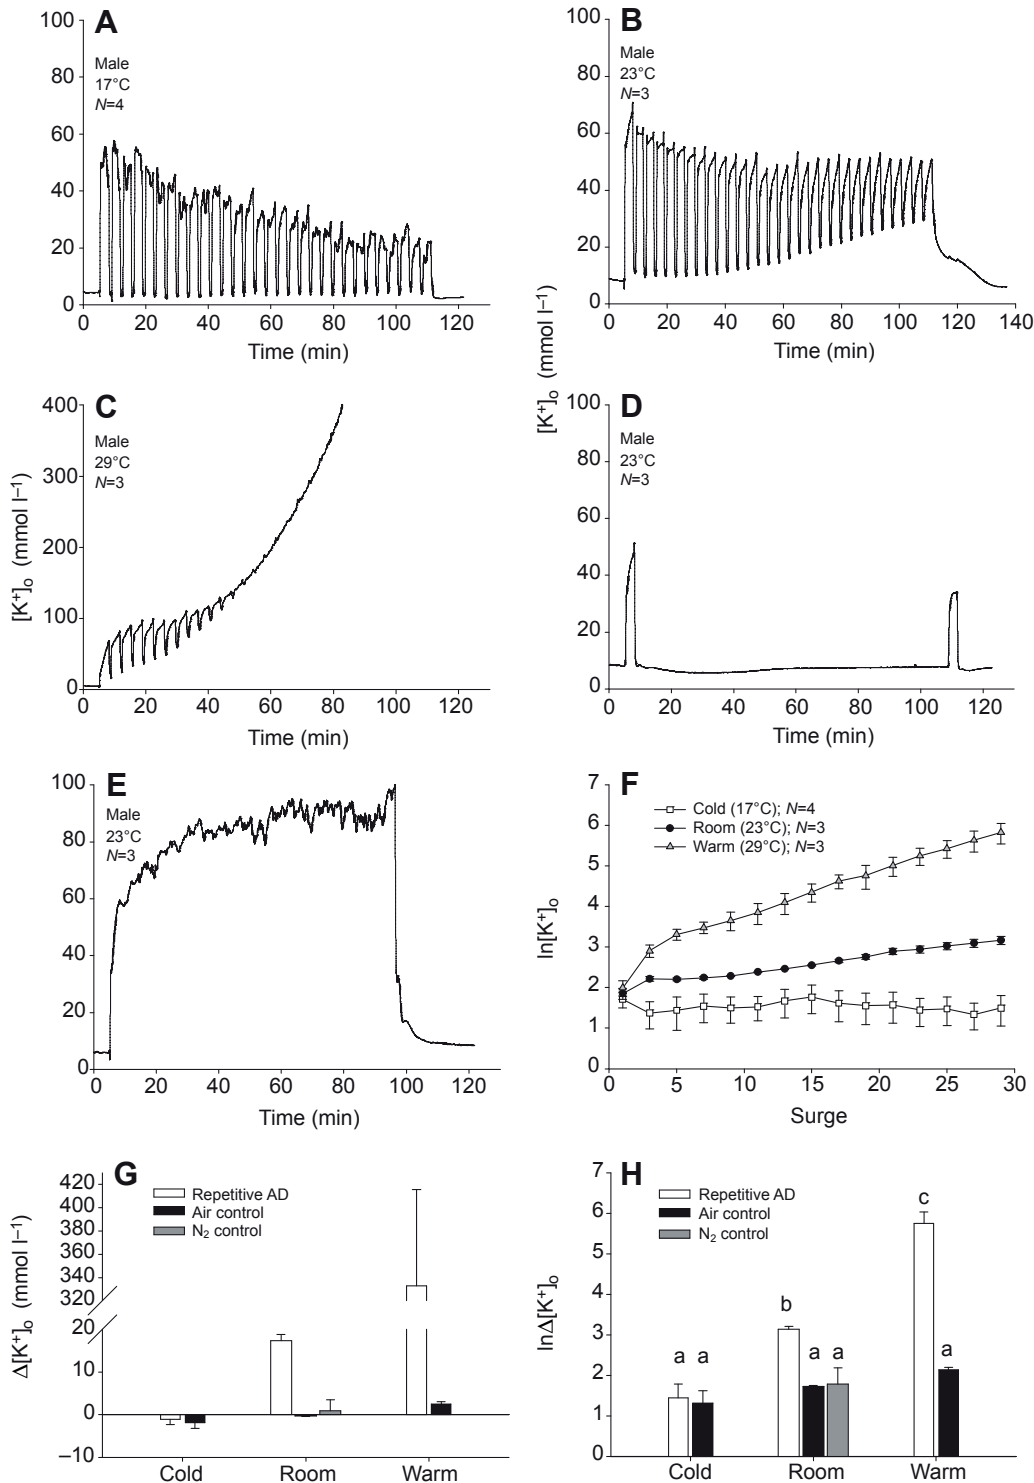 A
Male
17°C
N=4
100
80
60
40
20
0
0 20 40 60 80 100 120
Time (min)
B
Male
23°C
N=3
100
80
60
40
20
0
0 20 40 60 80 100 120 140
Time (min)
C
Male
29°C
N=3
400
300
200
100
0
0 20 40 60 80 100 120
Time (min)
[K+]o (mmol l–1)
D
Male
23°C
N=3
100
80
60
40
20
0
0 20 40 60 80 100 120
Time (min)
[K+]o (mmol l–1)
E
Male
23°C
N=3
100
80
60
40
20
0
0 20 40 60 80 100 120
Time (min)
F
Cold (17°C); N=4
Room (23°C); N=3
Warm (29°C); N=3
7
6
5
4
3
2
1
0
0 5 10 15 20 25 30
Surge
ln[K+]o
G
Repetitive AD
Air control
N2 control
420
400
380
360
340
320
20
10
0
–10
Cold Room Warm
Δ[K+]o (mmol l–1)
H
Repetitive AD
Air control
N2 control
7
6
5
4
3
2
1
0
a a b a a c a
Cold Room Warm
lnΔ[K+]o